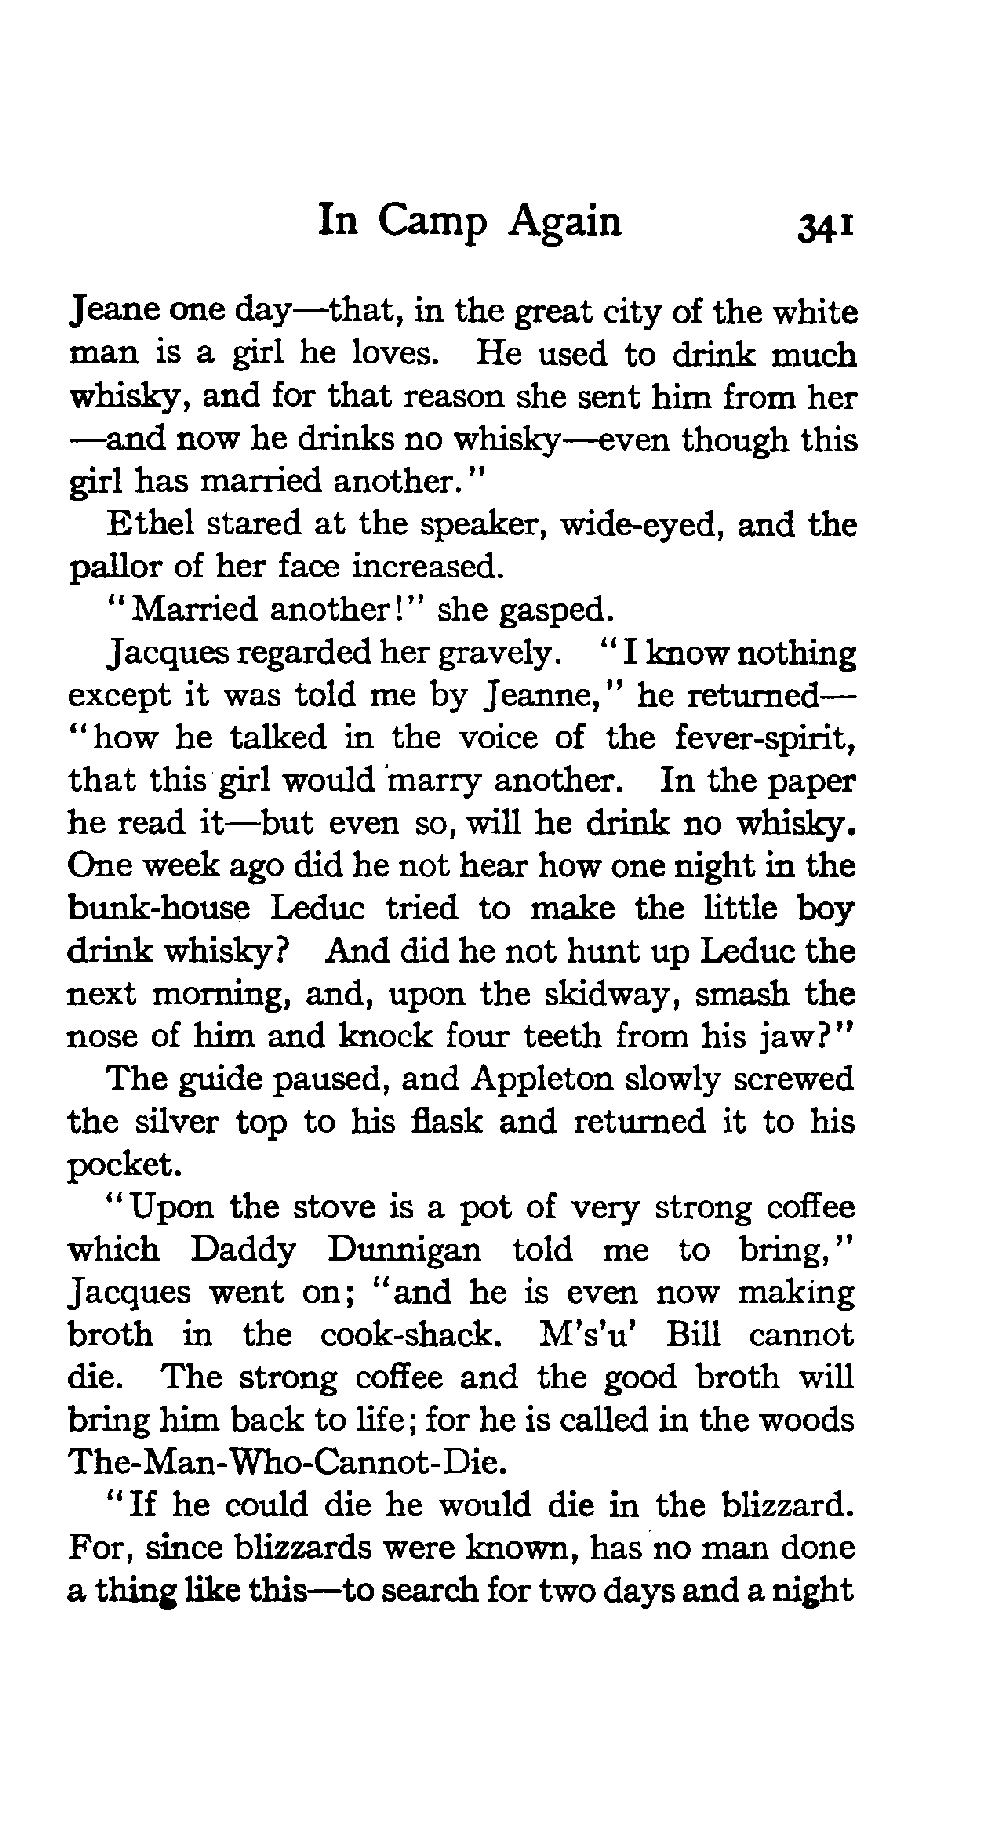 In Camp Again 341
Jeane one day—that, in the great city of the white
man is a girl he loves. He used to drink much
whisky, and for that reason she sent him from her
—and now he drinks no whisky—even though this
girl has married another."
Ethel stared at the speaker, wide-eyed, and the
pallor of her face increased.
"Married another!" she gasped.
Jacques regarded her gravely. "I know nothing
except it was told me by Jeanne," he returned—
"how he talked in the voice of the fever-spirit,
that this girl would marry another. In the paper
he read it—but even so, will he drink no whisky.
One week ago did he not hear how one night in the
bunk-house Leduc tried to make the little boy
drink whisky? And did he not hunt up Leduc the
next morning, and, upon the skidway, smash the
nose of him and knock four teeth from his jaw?"
The guide paused, and Appleton slowly screwed
the silver top to his flask and returned it to his
pocket.
"Upon the stove is a pot of very strong coffee
which Daddy Dunnigan told me to bring,"
Jacques went on; "and he is even now making
broth in the cook-shack. M's'u' Bill cannot
die. The strong coffee and the good broth will
bring him back to life; for he is called in the woods
The-Man-Who-Cannot-Die.
"If he could die he would die in the blizzard.
For, since blizzards were known, has no man done
a thing like this—to search for two days and a night